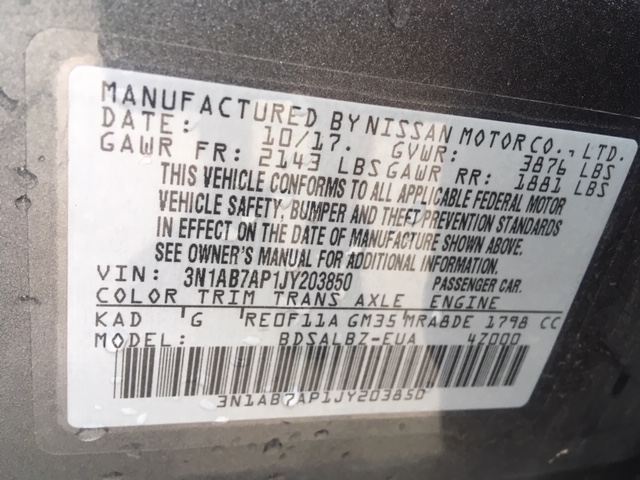 MANUFACTURED BY NISSAN MOTOR CO., LTD.
DATE: 10/17. GVWR: 3876 LBS
GAWR FR: 2143 LBS GAWR RR: 1881 LBS
THIS VEHICLE CONFORMS TO ALL APPLICABLE FEDERAL MOTOR
VEHICLE SAFETY, BUMPER AND THEFT PREVENTION STANDARDS
IN EFFECT ON THE DATE OF MANUFACTURE SHOWN ABOVE.
SEE OWNER'S MANUAL FOR ADDITIONAL INFORMATION.
VIN: 3N1AB7AP1JY203850 PASSENGER CAR.
COLOR TRIM TRANS AXLE ENGINE
KAD G RE0F11A GM35 MRA8DE 1798 CC
MODEL: BDSALBZ-EUA 4Z000
3N1AB7AP1JY203850